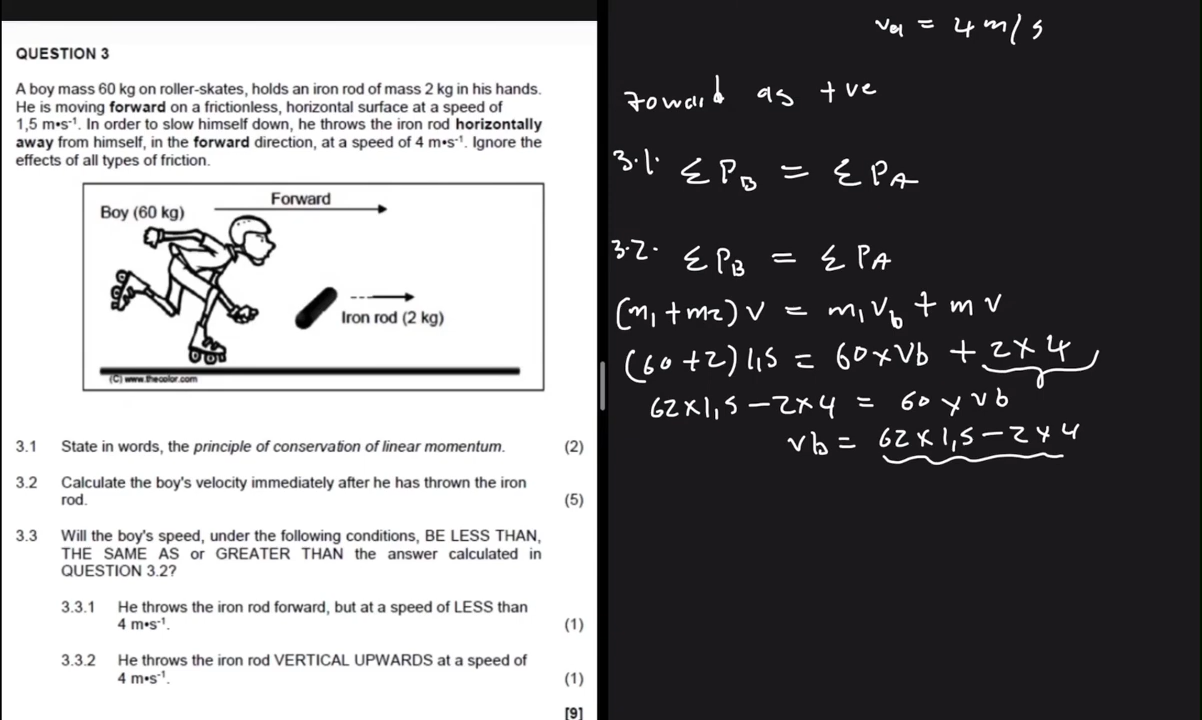 QUESTION 3
A boy mass 60 kg on roller-skates, holds an iron rod of mass 2 kg in his hands.
He is moving forward on a frictionless, horizontal surface at a speed of
1,5 m•s⁻¹. In order to slow himself down, he throws the iron rod horizontally
away from himself, in the forward direction, at a speed of 4 m•s⁻¹. Ignore the
effects of all types of friction.
Forward
Boy (60 kg)
Iron rod (2 kg)
(C) www.thecolor.com
3.1 State in words, the principle of conservation of linear momentum. (2)
3.2 Calculate the boy's velocity immediately after he has thrown the iron
rod. (5)
3.3 Will the boy's speed, under the following conditions, BE LESS THAN,
THE SAME AS or GREATER THAN the answer calculated in
QUESTION 3.2?
3.3.1 He throws the iron rod forward, but at a speed of LESS than
4 m•s⁻¹. (1)
3.3.2 He throws the iron rod VERTICAL UPWARDS at a speed of
4 m•s⁻¹. (1)
[9]
= 4 m/s
toward as +ve
3.1. ΣPB = ΣPA
3.2. ΣPB = ΣPA
(m1+m2) v = m1vb + m v
(60+2) 1,5 = 60×vb + 2×4
62×1,5 – 2×4 = 60×vb
vb = 62×1,5 – 2×4